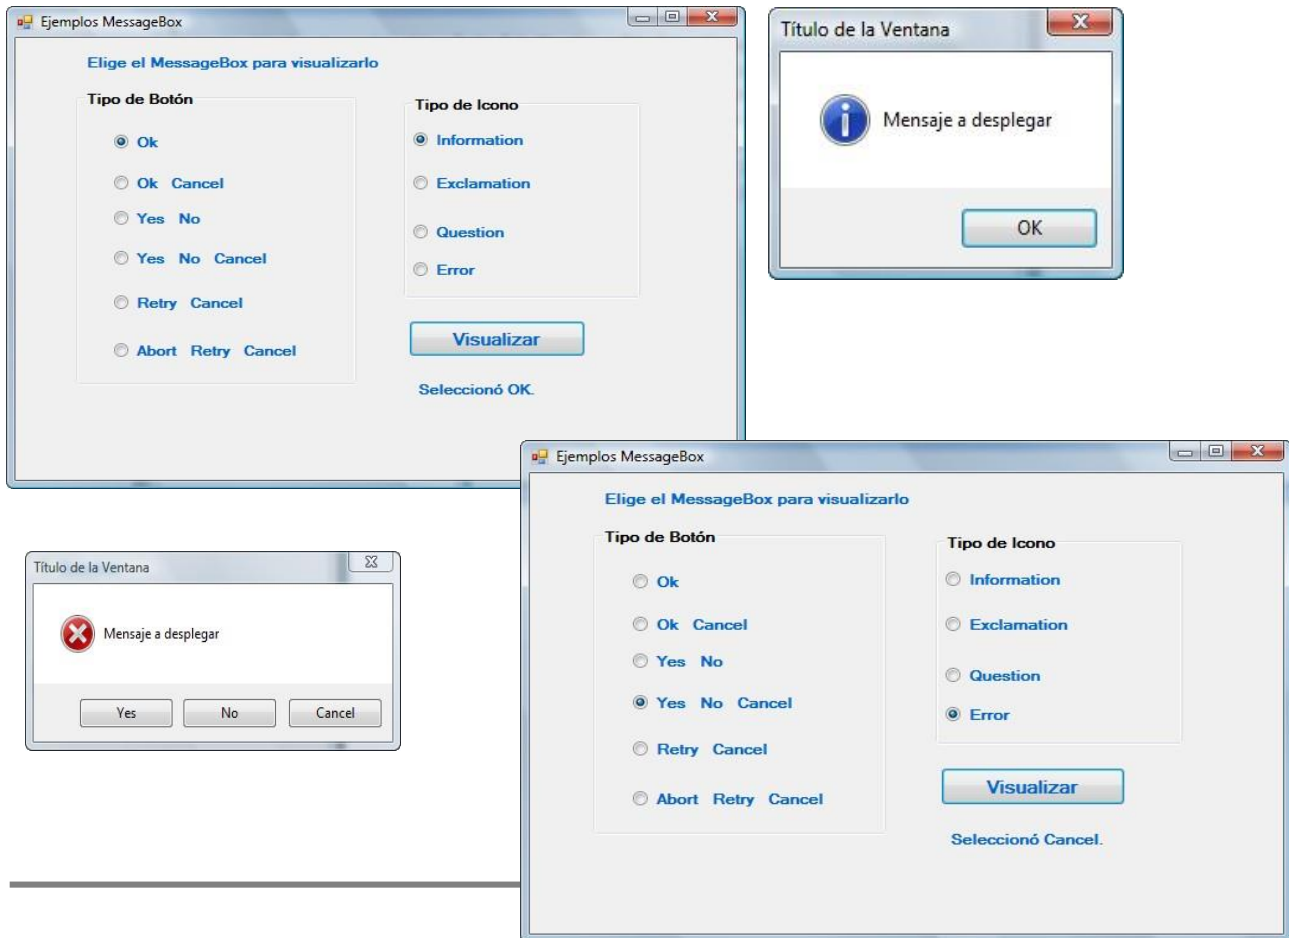 Ejemplos MessageBox
Elige el MessageBox para visualizarlo
Tipo de Botón
Ok
Ok Cancel
Yes No
Yes No Cancel
Retry Cancel
Abort Retry Cancel
Tipo de Icono
Information
Exclamation
Question
Error
Visualizar
Seleccionó OK.
Título de la Ventana
Mensaje a desplegar
OK
Título de la Ventana
Mensaje a desplegar
Yes No Cancel
Ejemplos MessageBox
Elige el MessageBox para visualizarlo
Tipo de Botón
Ok
Ok Cancel
Yes No
Yes No Cancel
Retry Cancel
Abort Retry Cancel
Tipo de Icono
Information
Exclamation
Question
Error
Visualizar
Seleccionó Cancel.